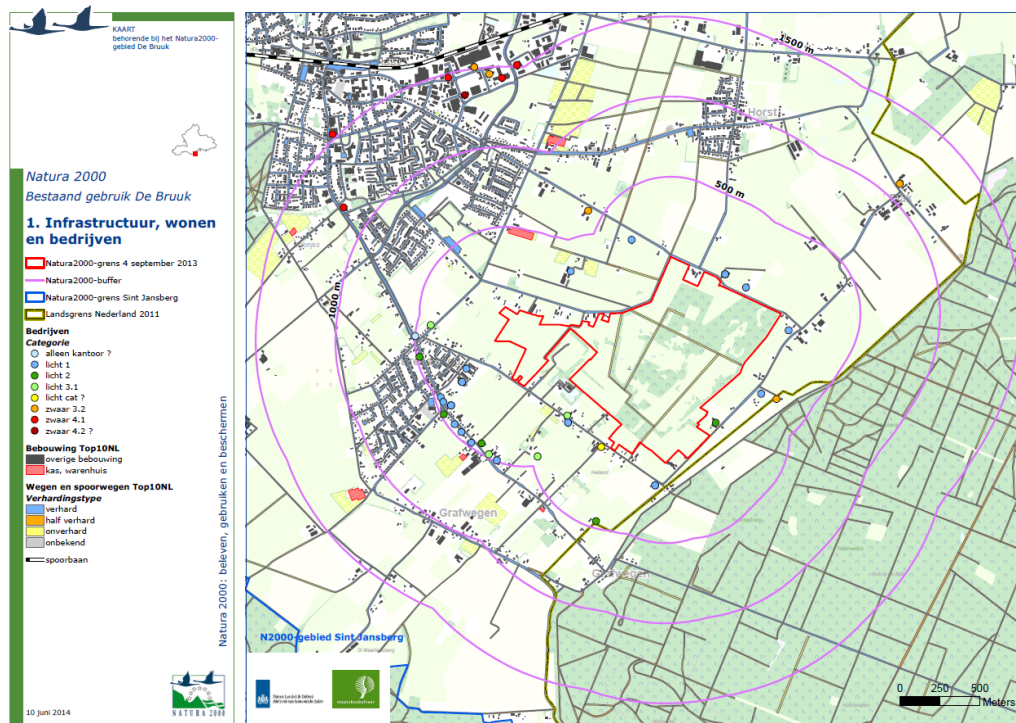 KAART
behorende bij het Natura2000-
gebied De Bruuk
Natura 2000
Bestaand gebruik De Bruuk
1. Infrastructuur, wonen
en bedrijven
Natura2000-grens 4 september 2013
Natura2000-buffer
Natura2000-grens Sint Jansberg
Landsgrens Nederland 2011
Bedrijven
Categorie
alleen kantoor ?
licht 1
licht 2
licht 3.1
licht cat ?
zwaar 3.2
zwaar 4.1
zwaar 4.2 ?
Bebouwing Top10NL
overige bebouwing
kas, warenhuis
Wegen en spoorwegen Top10NL
Verhardingstype
verhard
half verhard
onverhard
onbekend
spoorbaan
10 juni 2014
NATURA 2000
Natura 2000: beleven, gebruiken en beschermen
1500 m
Horst
500 m
1000 m
Grafwegen
N2000-gebied Sint Jansberg
staatsbosbeheer
0 250 500
Meters